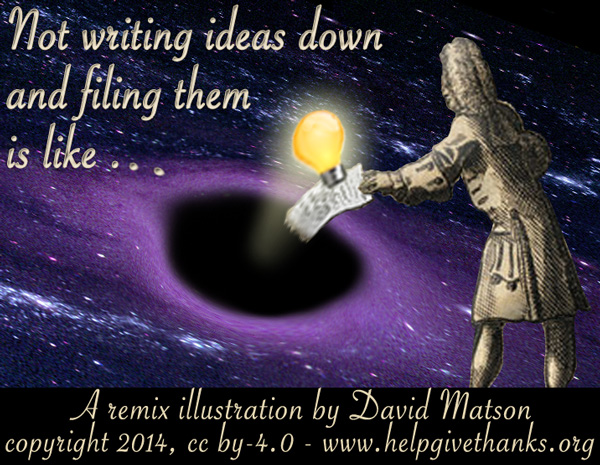 Not writing ideas down
and filing them
is like . . .
A remix illustration by David Matson
copyright 2014, cc by-4.0 - www.helpgivethanks.org